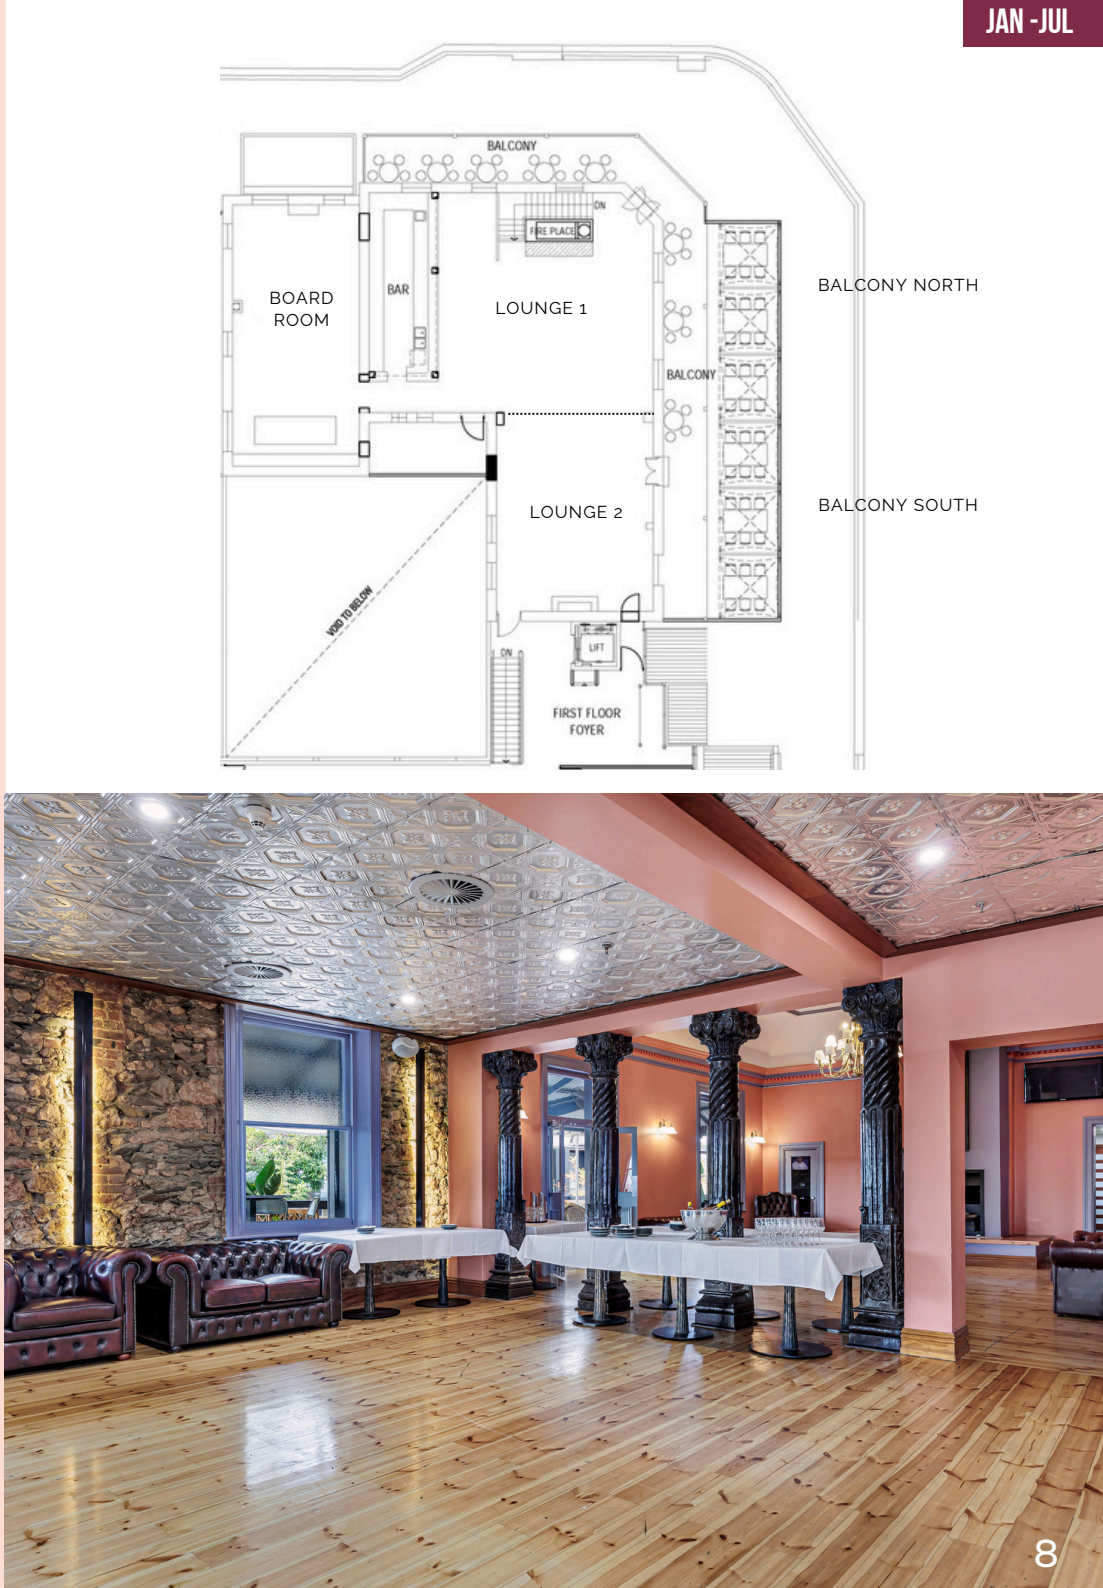 JAN -JUL
BALCONY
DN
FIRE PLACE
BAR
BOARD
ROOM
LOUNGE 1
BALCONY NORTH
BALCONY
BALCONY SOUTH
LOUNGE 2
VOID TO BELOW
LIFT
DN
FIRST FLOOR
FOYER
8